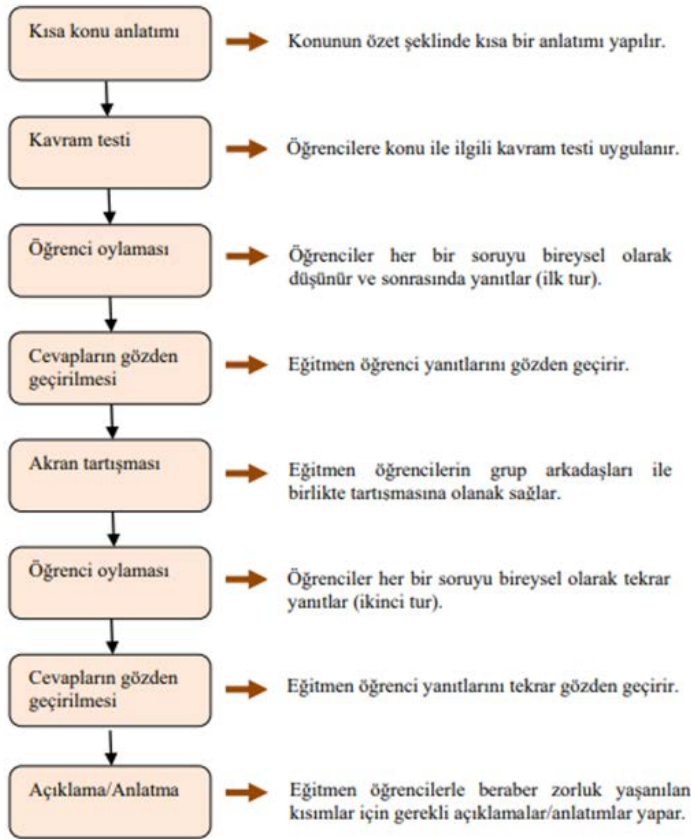 Kısa konu anlatımı
Konunun özet şeklinde kısa bir anlatımı yapılır.
Kavram testi
Öğrencilere konu ile ilgili kavram testi uygulanır.
Öğrenci oylaması
Öğrenciler her bir soruyu bireysel olarak
düşünür ve sonrasında yanıtlar (ilk tur).
Cevapların gözden
geçirilmesi
Eğitmen öğrenci yanıtlarını gözden geçirir.
Akran tartışması
Eğitmen öğrencilerin grup arkadaşları ile
birlikte tartışmasına olanak sağlar.
Öğrenci oylaması
Öğrenciler her bir soruyu bireysel olarak tekrar
yanıtlar (ikinci tur).
Cevapların gözden
geçirilmesi
Eğitmen öğrenci yanıtlarını tekrar gözden geçirir.
Açıklama/Anlatma
Eğitmen öğrencilerle beraber zorluk yaşanılan
kısımlar için gerekli açıklamalar/anlatımlar yapar.